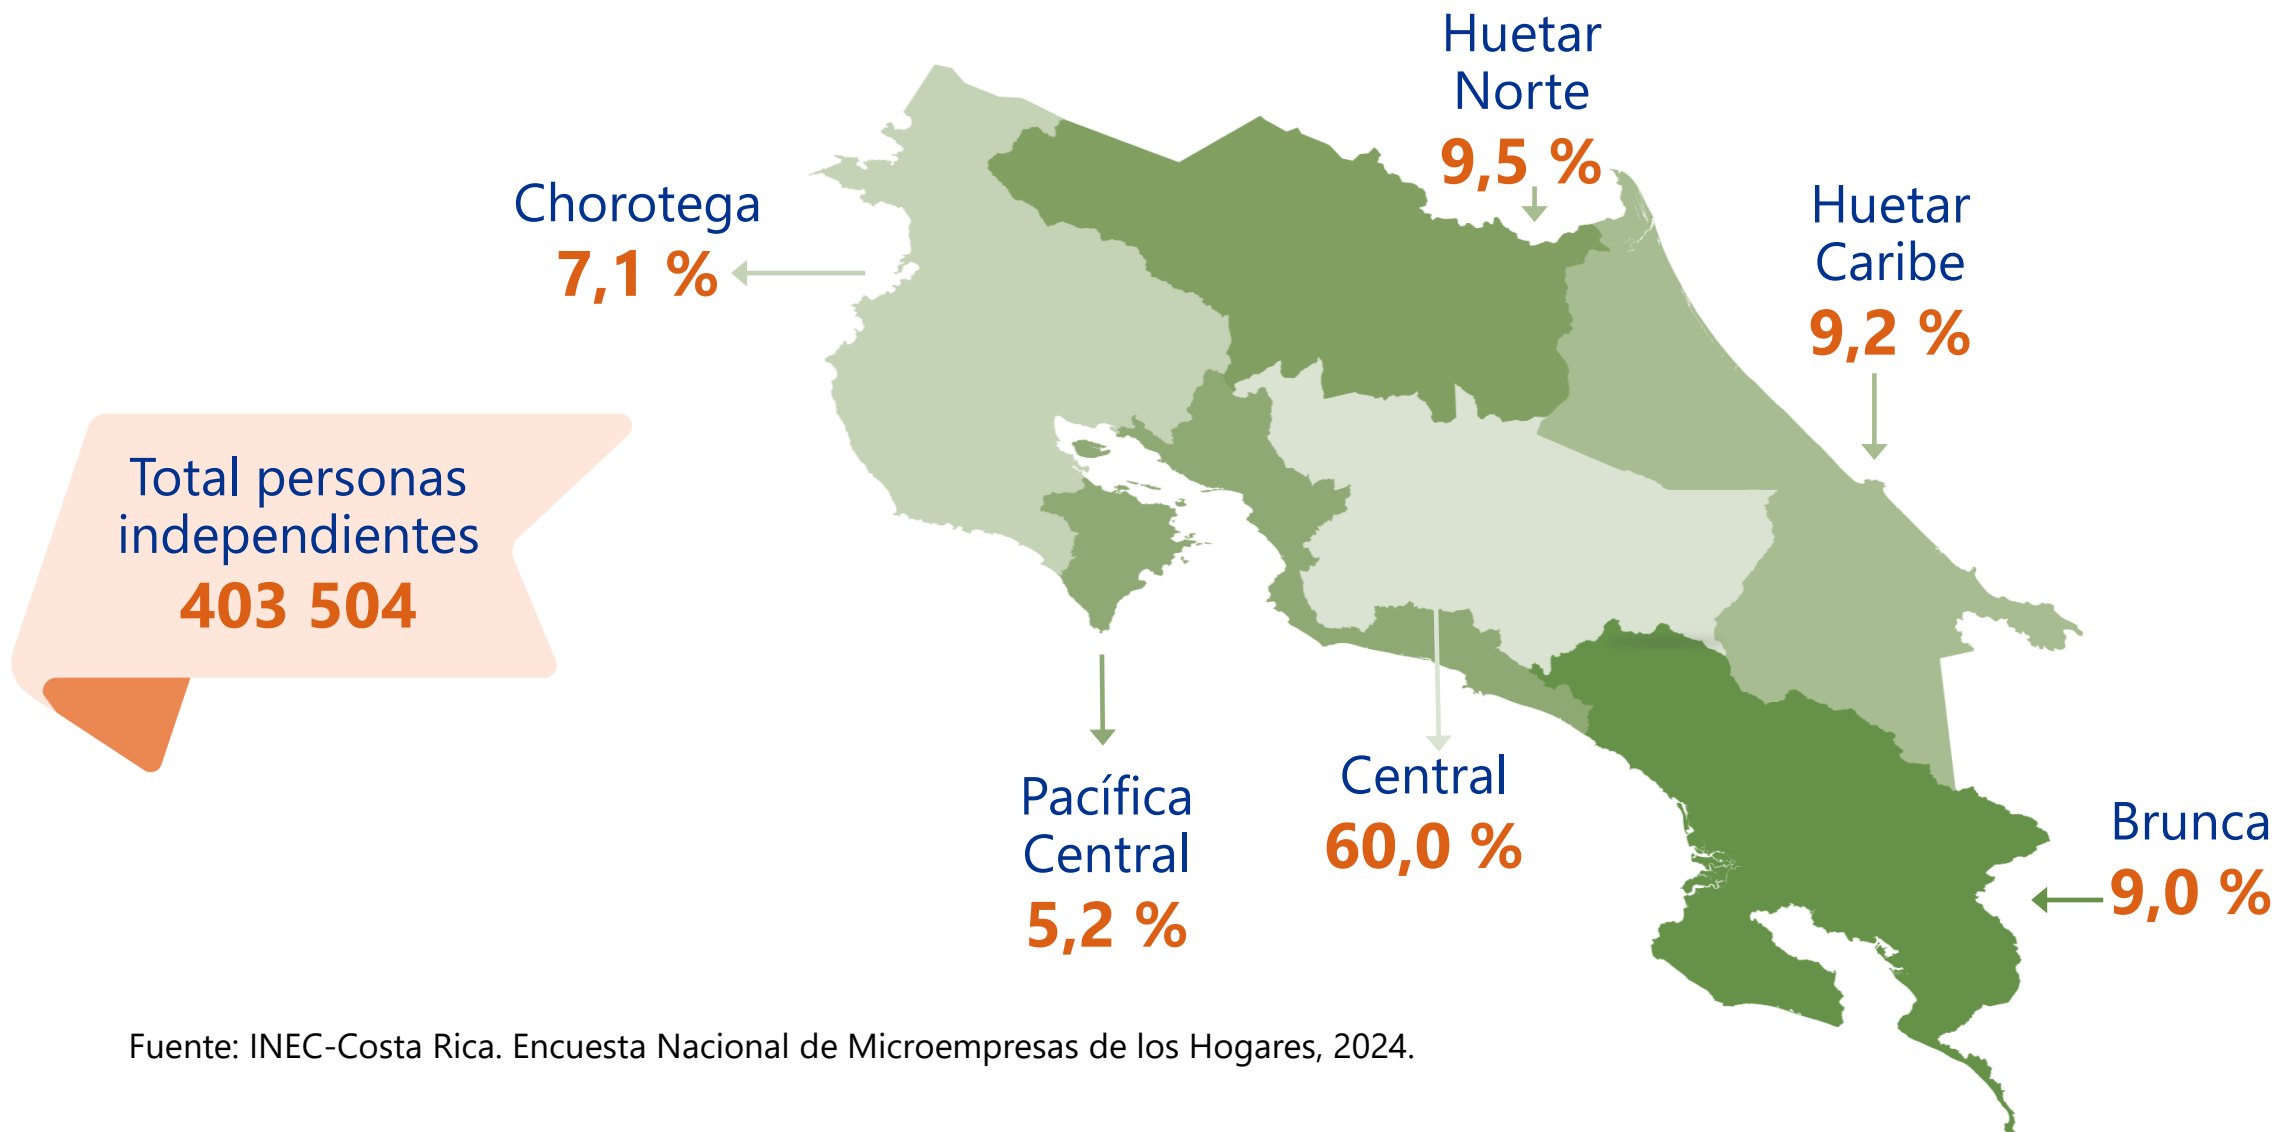 Huetar
Norte
9,5 %
Chorotega
7,1 %
Huetar
Caribe
9,2 %
Total personas
independientes
403 504
Pacífica
Central
5,2 %
Central
60,0 %
Brunca
9,0 %
Fuente: INEC-Costa Rica. Encuesta Nacional de Microempresas de los Hogares, 2024.